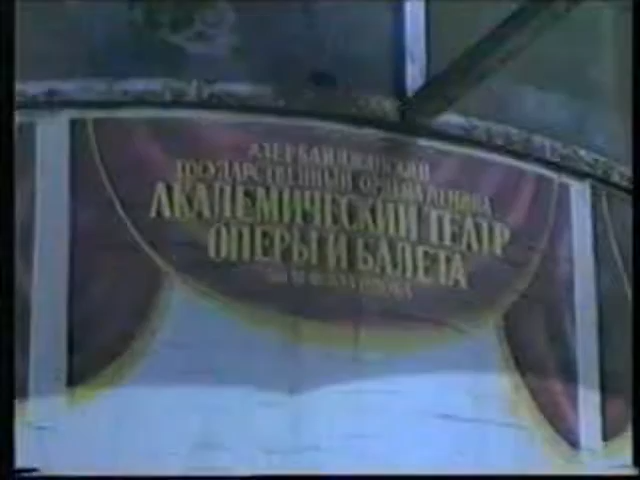 АЗЕРБАЙДЖАНСКИЙ
ГОСУДАРСТВЕННЫЙ ОРДЕНА ЛЕНИНА
АКАДЕМИЧЕСКИЙ ТЕАТР
ОПЕРЫ И БАЛЕТА